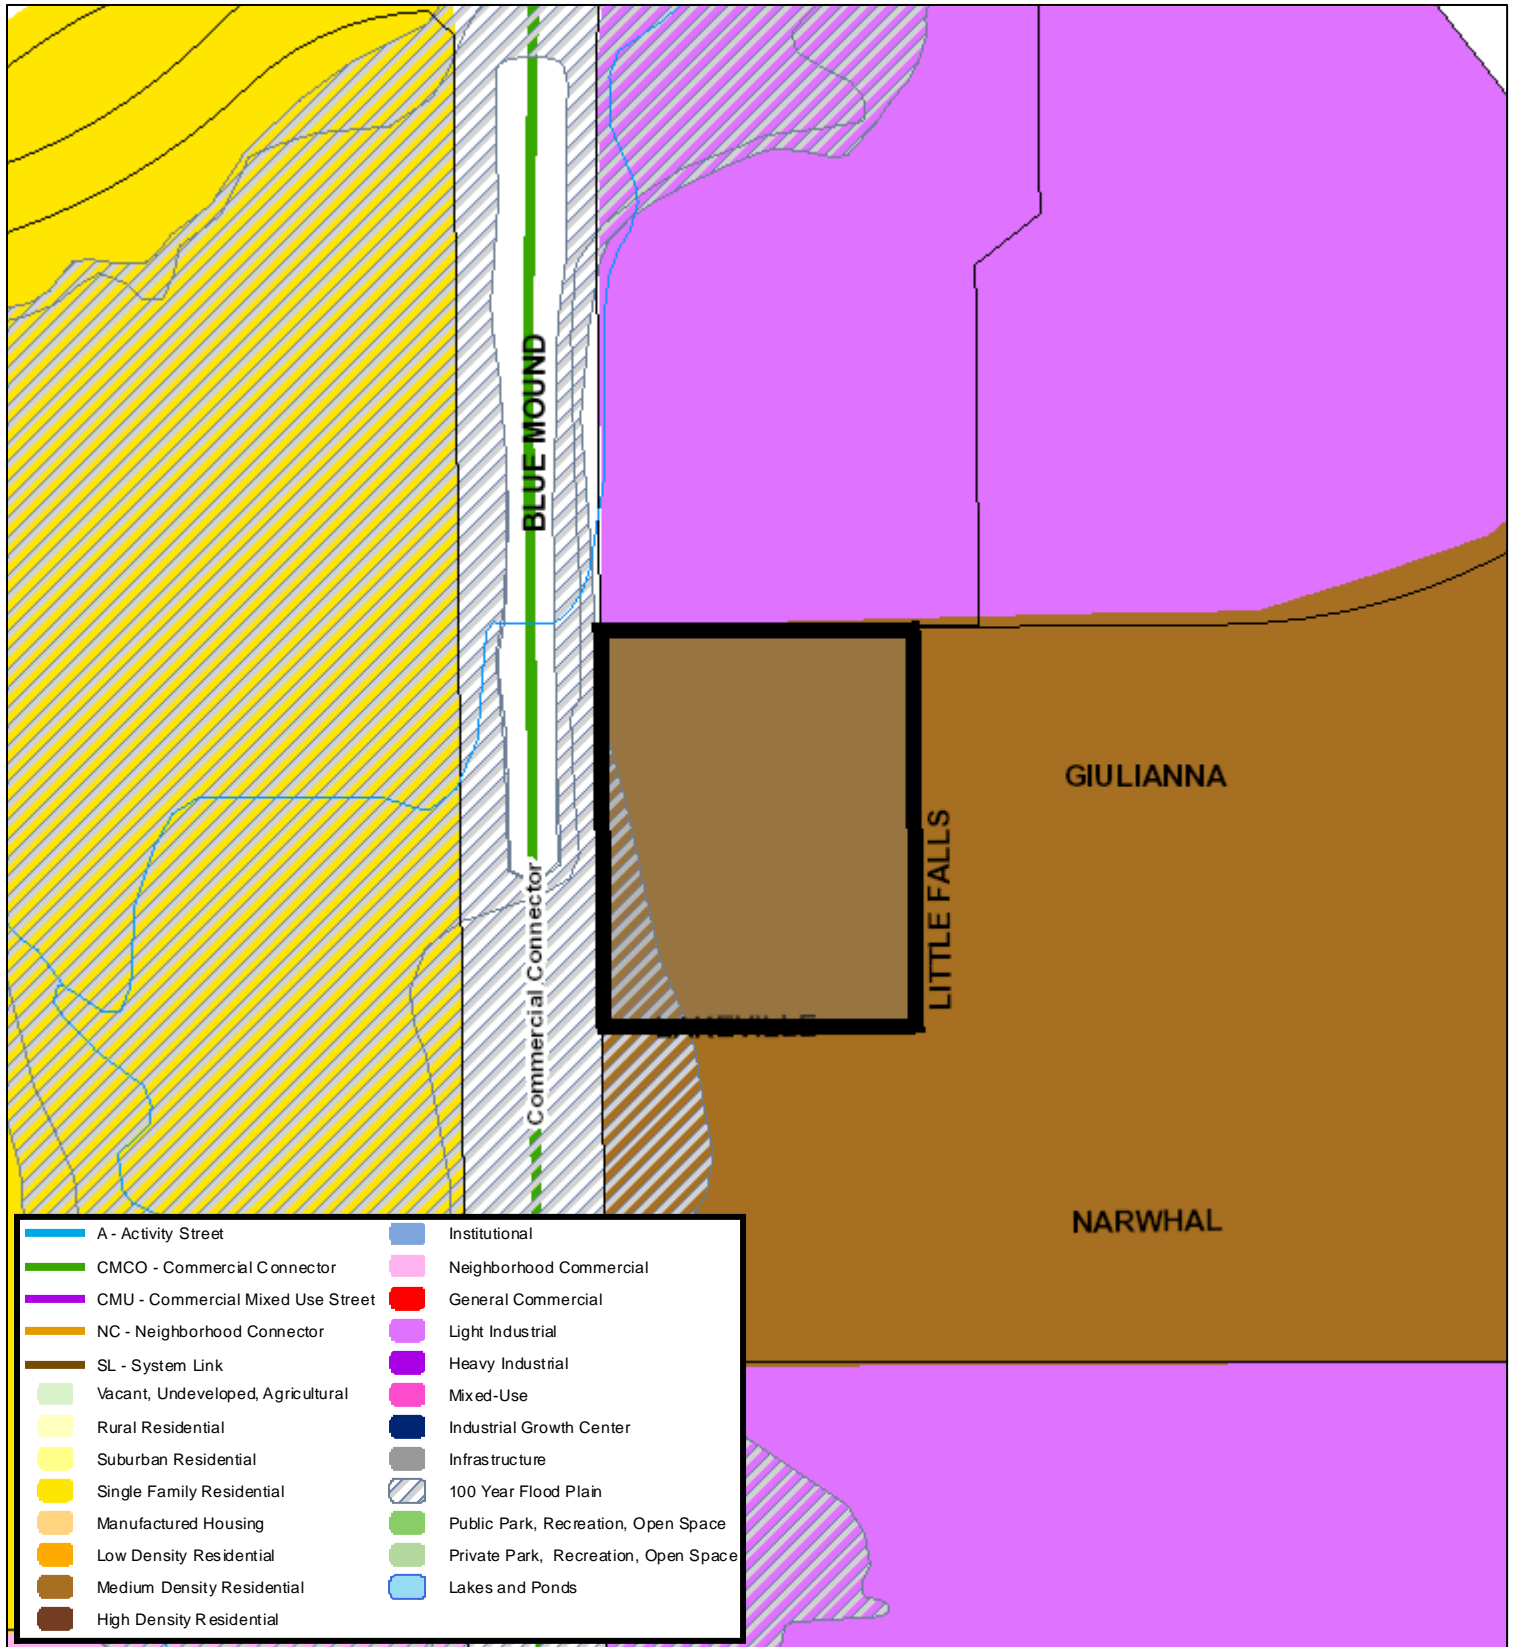 BLUE MOUND
GIULIANNA
LITTLE FALLS
Commercial Connector
LAKEVILLE
NARWHAL
A - Activity Street
CMCO - Commercial Connector
CMU - Commercial Mixed Use Street
NC - Neighborhood Connector
SL - System Link
Vacant, Undeveloped, Agricultural
Rural Residential
Suburban Residential
Single Family Residential
Manufactured Housing
Low Density Residential
Medium Density Residential
High Density Residential
Institutional
Neighborhood Commercial
General Commercial
Light Industrial
Heavy Industrial
Mixed-Use
Industrial Growth Center
Infrastructure
100 Year Flood Plain
Public Park, Recreation, Open Space
Private Park, Recreation, Open Space
Lakes and Ponds